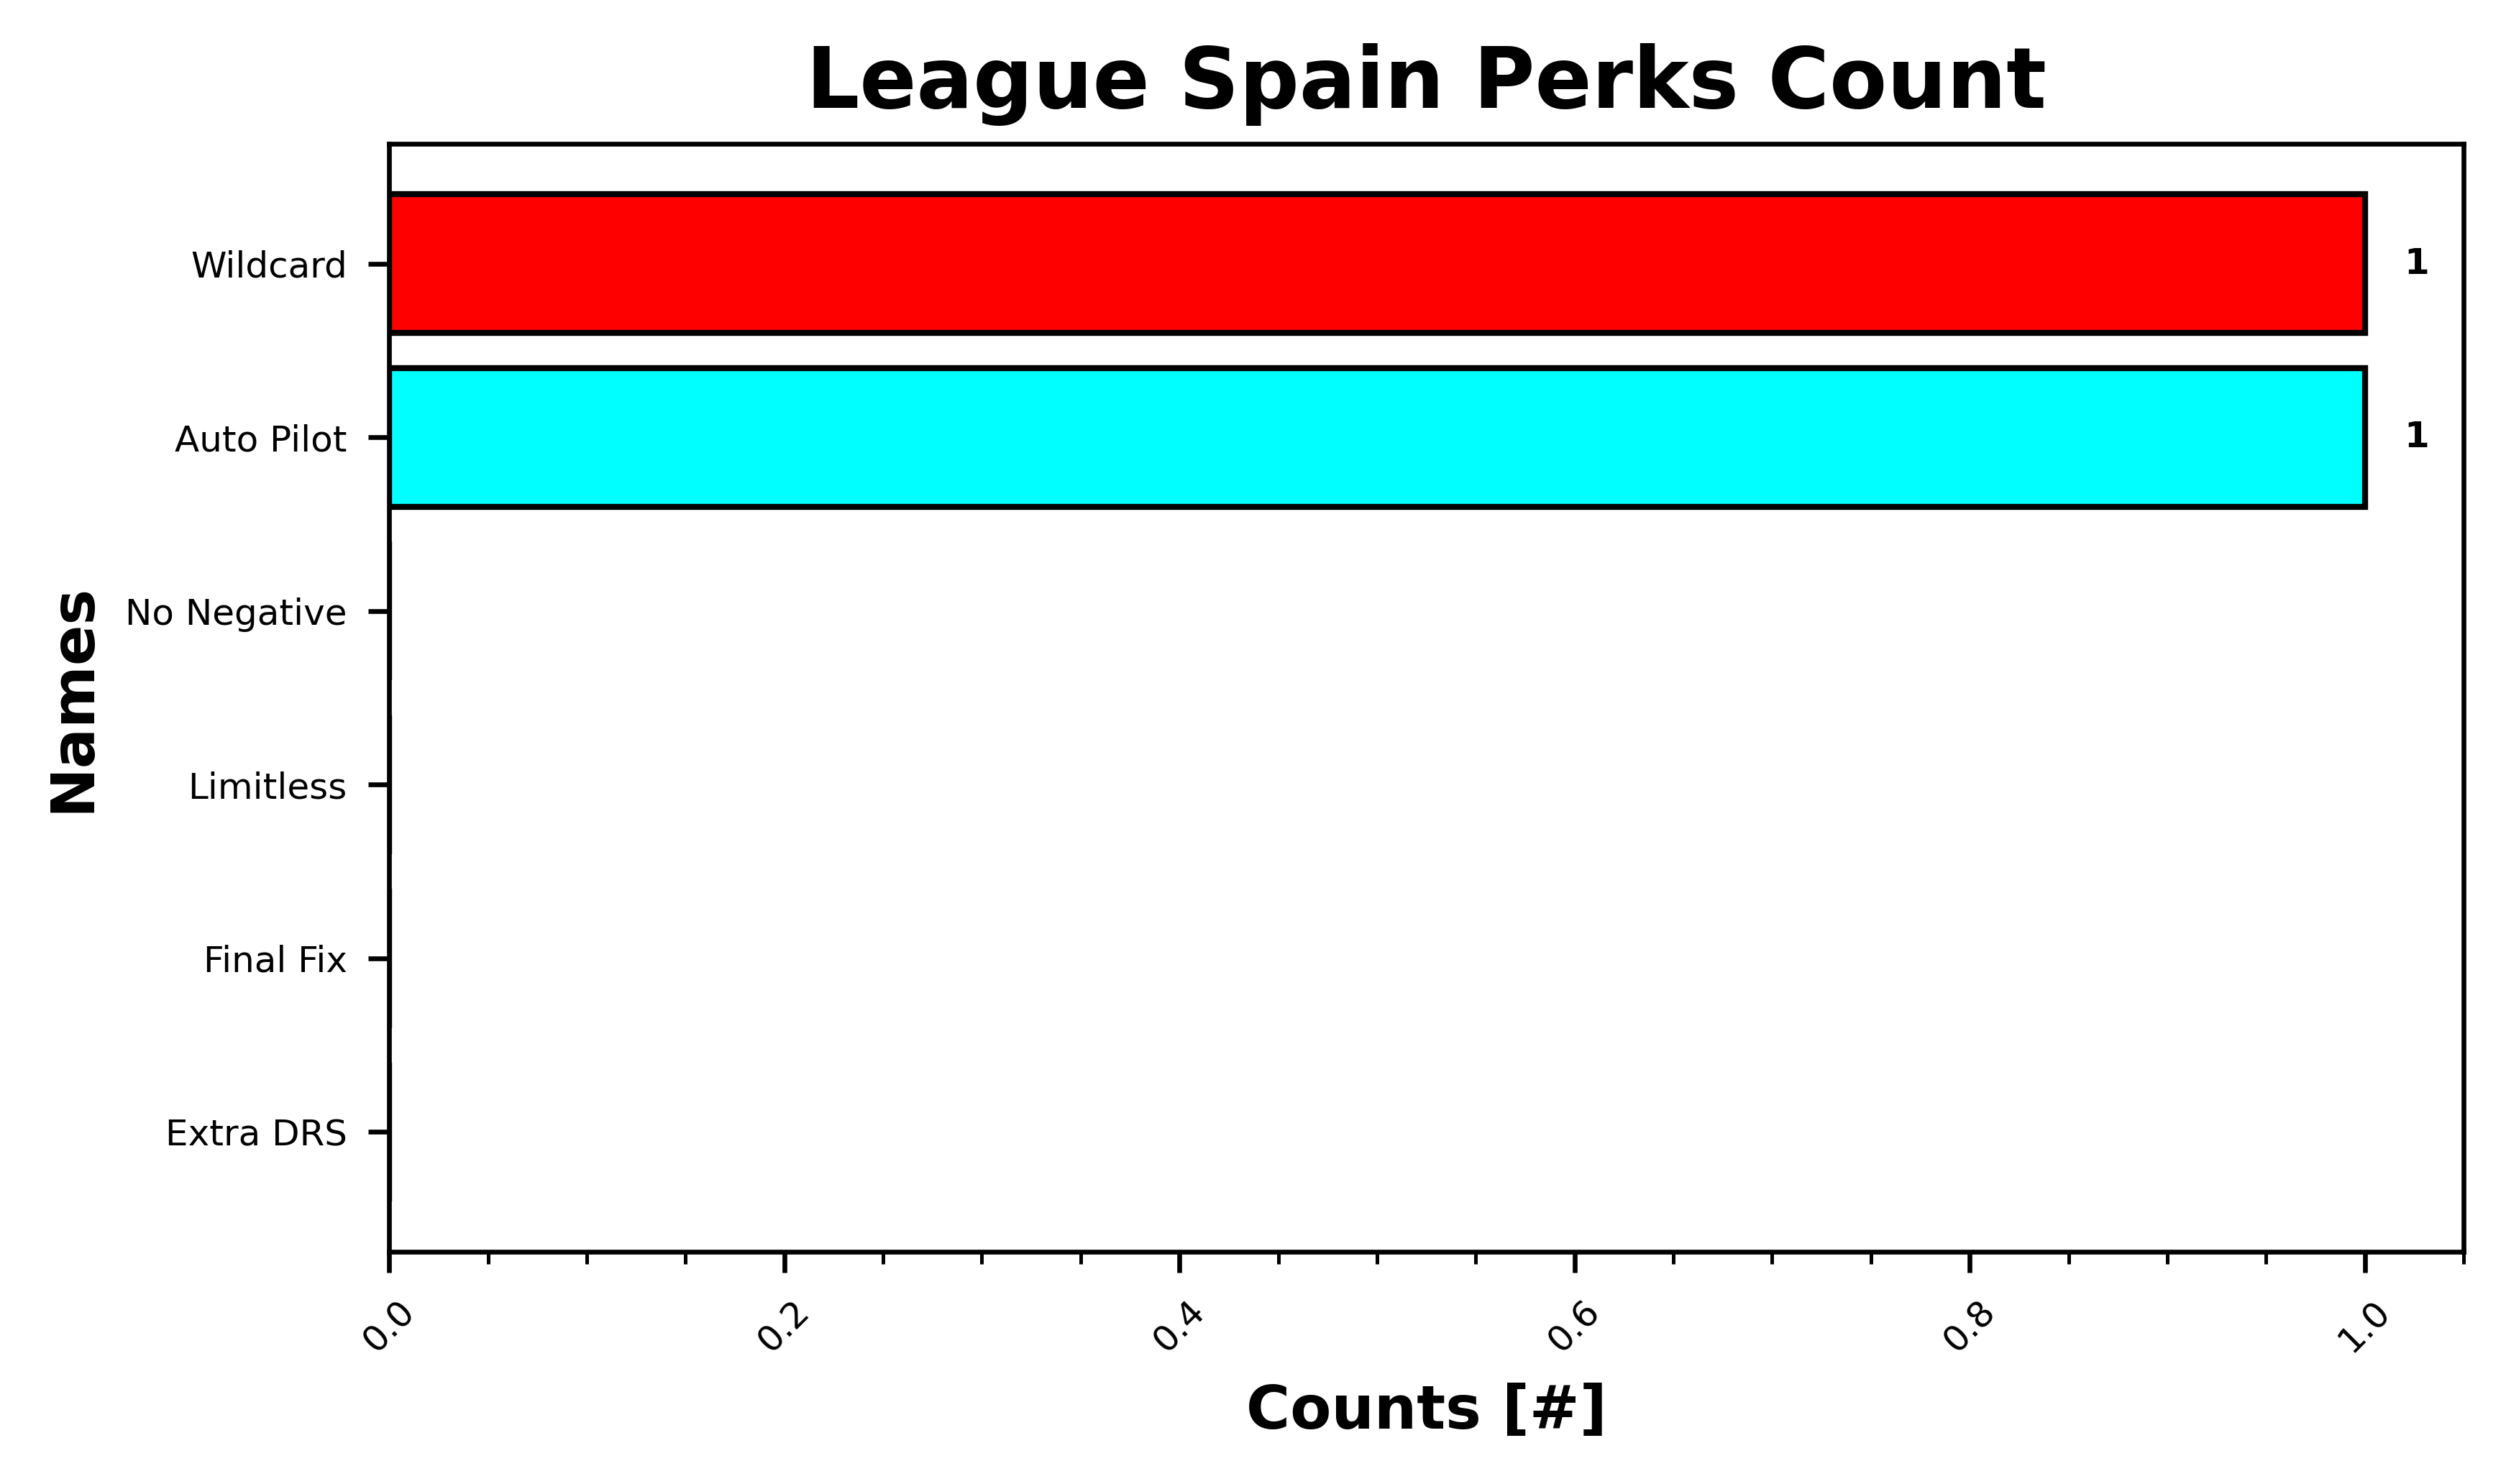 League Spain Perks Count
Names
Wildcard
1
Auto Pilot
1
No Negative
Limitless
Final Fix
Extra DRS
0.0 0.2 0.4 0.6 0.8 1.0
Counts [#]